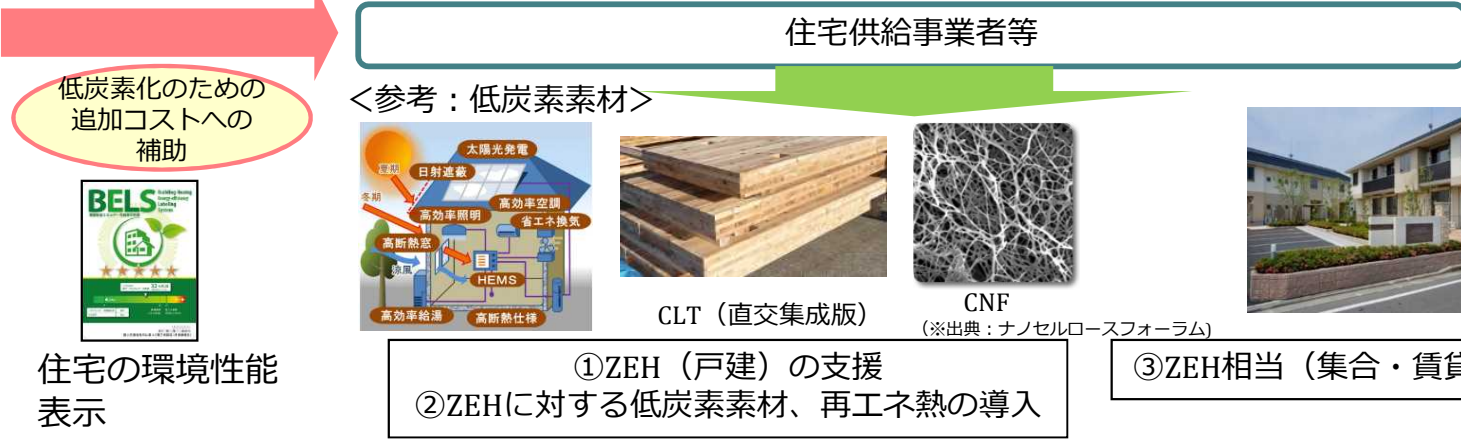 住宅供給事業者等
低炭素化のための
追加コストへの
補助
<参考：低炭素素材>
BELS
Building-Housing
Energy-efficiency
Labeling
System
太陽光発電
夏期
日射遮蔽
冬期
高効率照明
高効率空調
省エネ換気
高断熱窓
涼風
HEMS
高効率給湯
高断熱仕様
CLT（直交集成版）
CNF
（※出典：ナノセルロースフォーラム)
住宅の環境性能
表示
①ZEH（戸建）の支援
②ZEHに対する低炭素素材、再エネ熱の導入
③ZEH相当（集合・賃貸